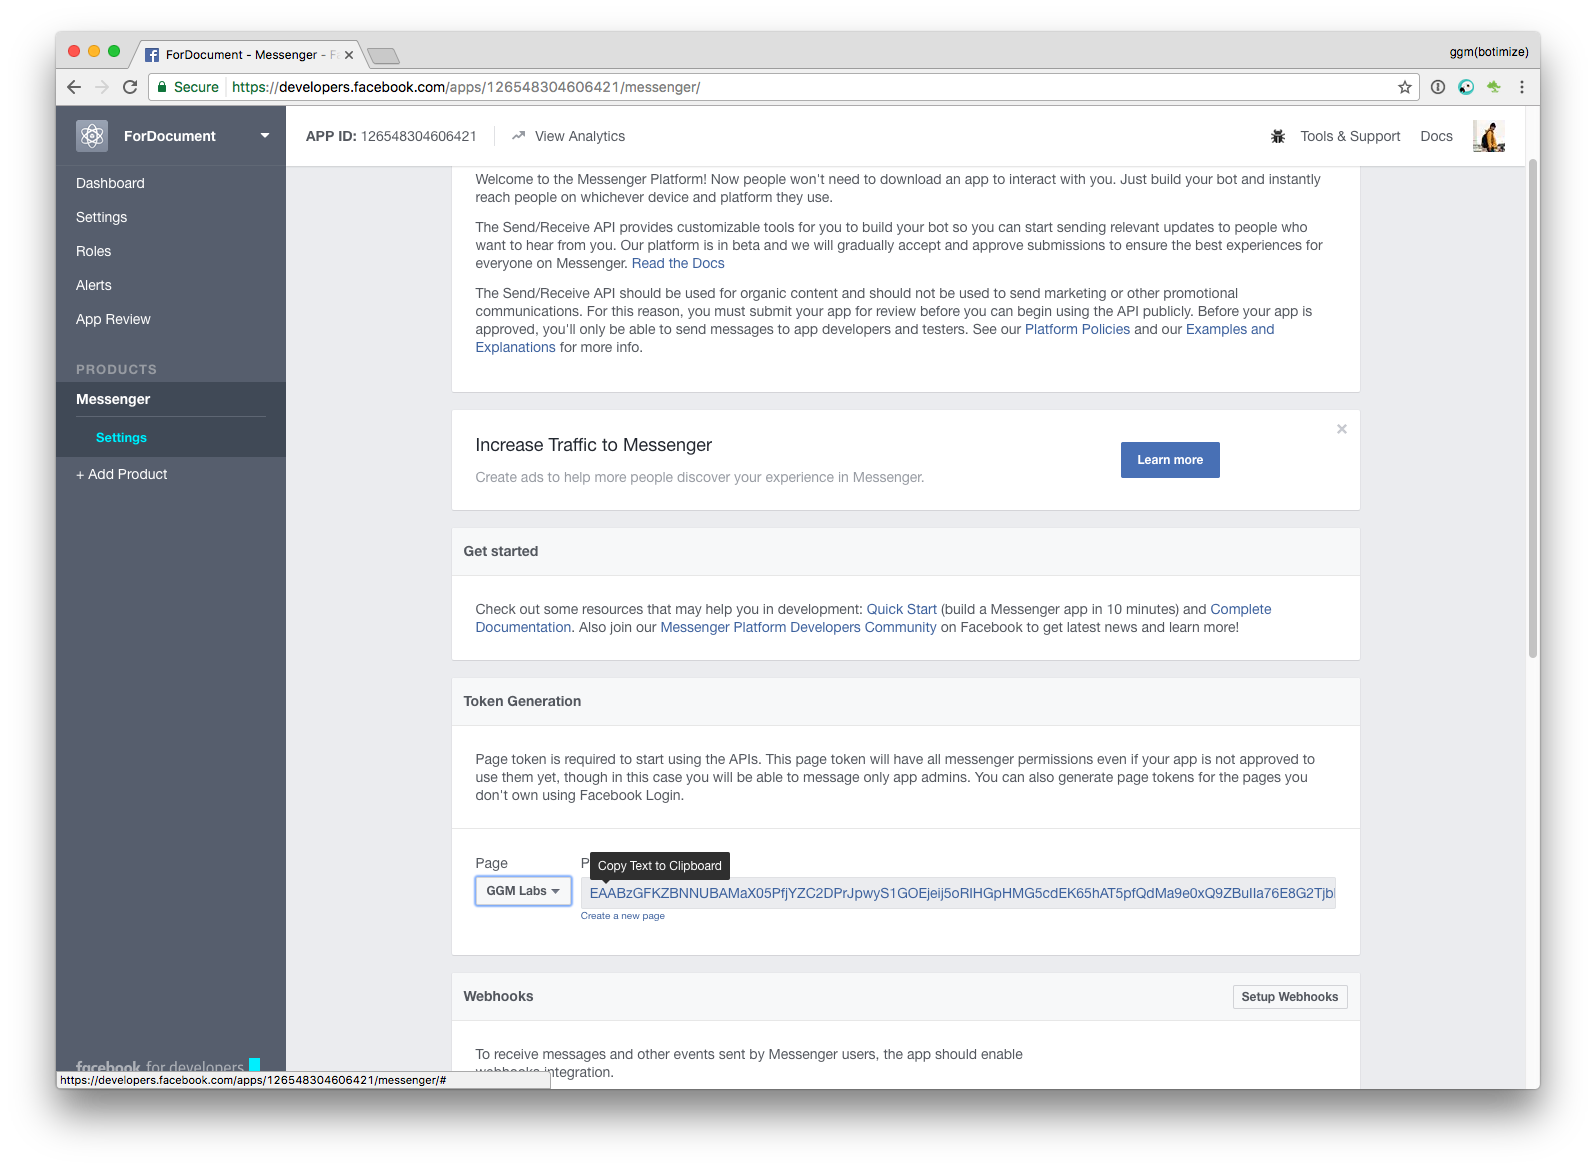 ForDocument - Messenger - F
ggm(botimize)
Secure https://developers.facebook.com/apps/126548304606421/messenger/
ForDocument
APP ID: 126548304606421
View Analytics
Tools & Support
Docs
Dashboard
Settings
Roles
Alerts
App Review
PRODUCTS
Messenger
Settings
+ Add Product
Welcome to the Messenger Platform! Now people won't need to download an app to interact with you. Just build your bot and instantly
reach people on whichever device and platform they use.
The Send/Receive API provides customizable tools for you to build your bot so you can start sending relevant updates to people who
want to hear from you. Our platform is in beta and we will gradually accept and approve submissions to ensure the best experiences for
everyone on Messenger. Read the Docs
The Send/Receive API should be used for organic content and should not be used to send marketing or other promotional
communications. For this reason, you must submit your app for review before you can begin using the API publicly. Before your app is
approved, you'll only be able to send messages to app developers and testers. See our Platform Policies and our Examples and
Explanations for more info.
Increase Traffic to Messenger
Create ads to help more people discover your experience in Messenger.
Learn more
Get started
Check out some resources that may help you in development: Quick Start (build a Messenger app in 10 minutes) and Complete
Documentation. Also join our Messenger Platform Developers Community on Facebook to get latest news and learn more!
Token Generation
Page token is required to start using the APIs. This page token will have all messenger permissions even if your app is not approved to
use them yet, though in this case you will be able to message only app admins. You can also generate page tokens for the pages you
don't own using Facebook Login.
Page
P
Copy Text to Clipboard
GGM Labs
EAABzGFKZBNNUBAMaX05PfjYZC2DPrJpwyS1GOEjeij5oRIHGpHMG5cdEK65hAT5pfQdMa9e0xQ9ZBuIIa76E8G2Tjb
Create a new page
Webhooks
Setup Webhooks
To receive messages and other events sent by Messenger users, the app should enable
webhooks integration.
facebook for developers
https://developers.facebook.com/apps/126548304606421/messenger/#